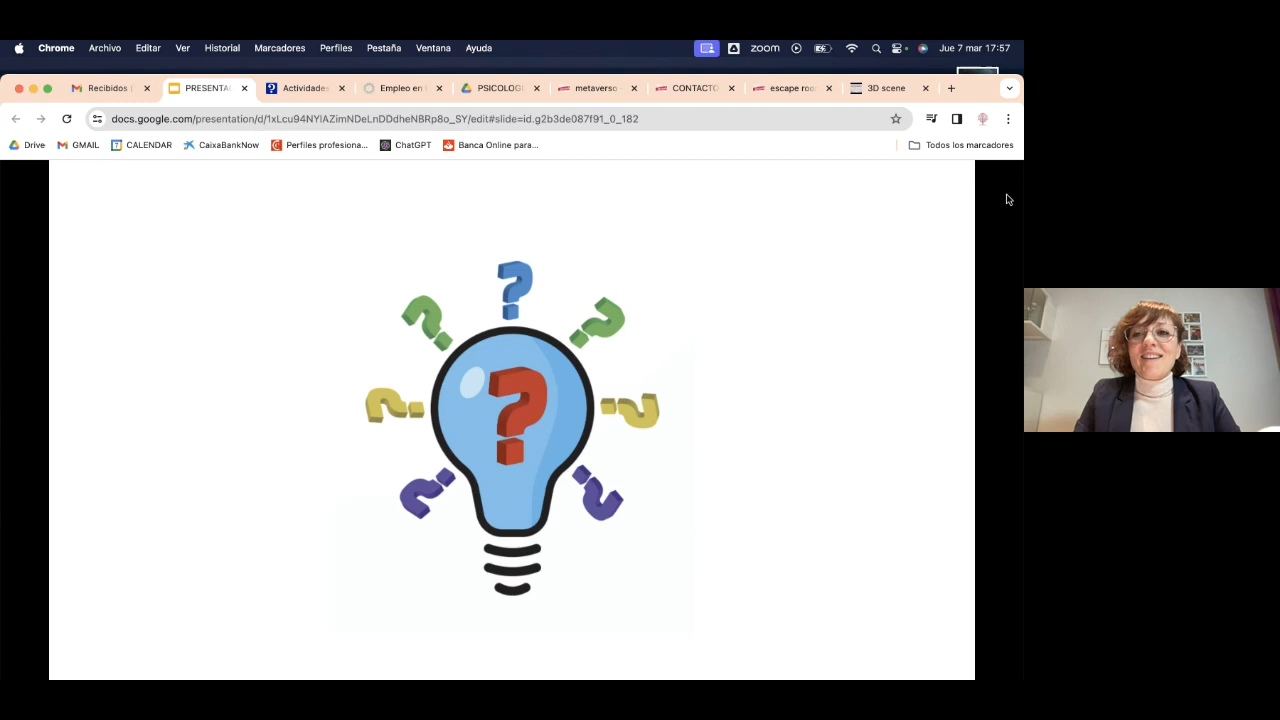 Chrome Archivo Editar Ver Historial Marcadores Perfiles Pestaña Ventana Ayuda zoom Jue 7 mar 17:57
Recibidos PRESENTA Actividades Empleo en PSICOLOG metaverso CONTACTO escape roo 3D scene
docs.google.com/presentation/d/1xLcu94NYlAZimNDeLnDDdheNBRp8o_SY/edit#slide=id.g2b3de087f91_0_182
Drive GMAIL CALENDAR CaixaBankNow Perfiles profesiona... ChatGPT Banca Online para... Todos los marcadores
?
? ?
? ? ?
? ?